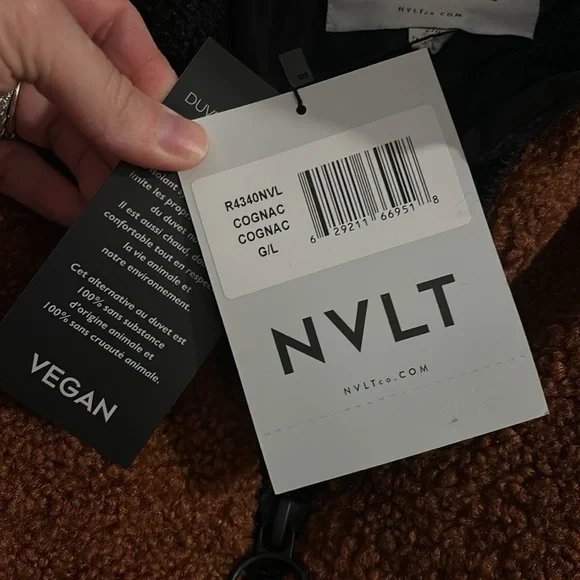 NVLTco.COM
R4340NVL
COGNAC
COGNAC
G/L
6 29211 66951 8
NVLT
NVLTco.COM
limite les
du duvet
Il est aussi chaud,
confortable tout en
la vie animale et
notre environnement.
Cet alternative au duvet est
100% sans substance
d'origine animale et
100% sans cruauté animale.
VEGAN